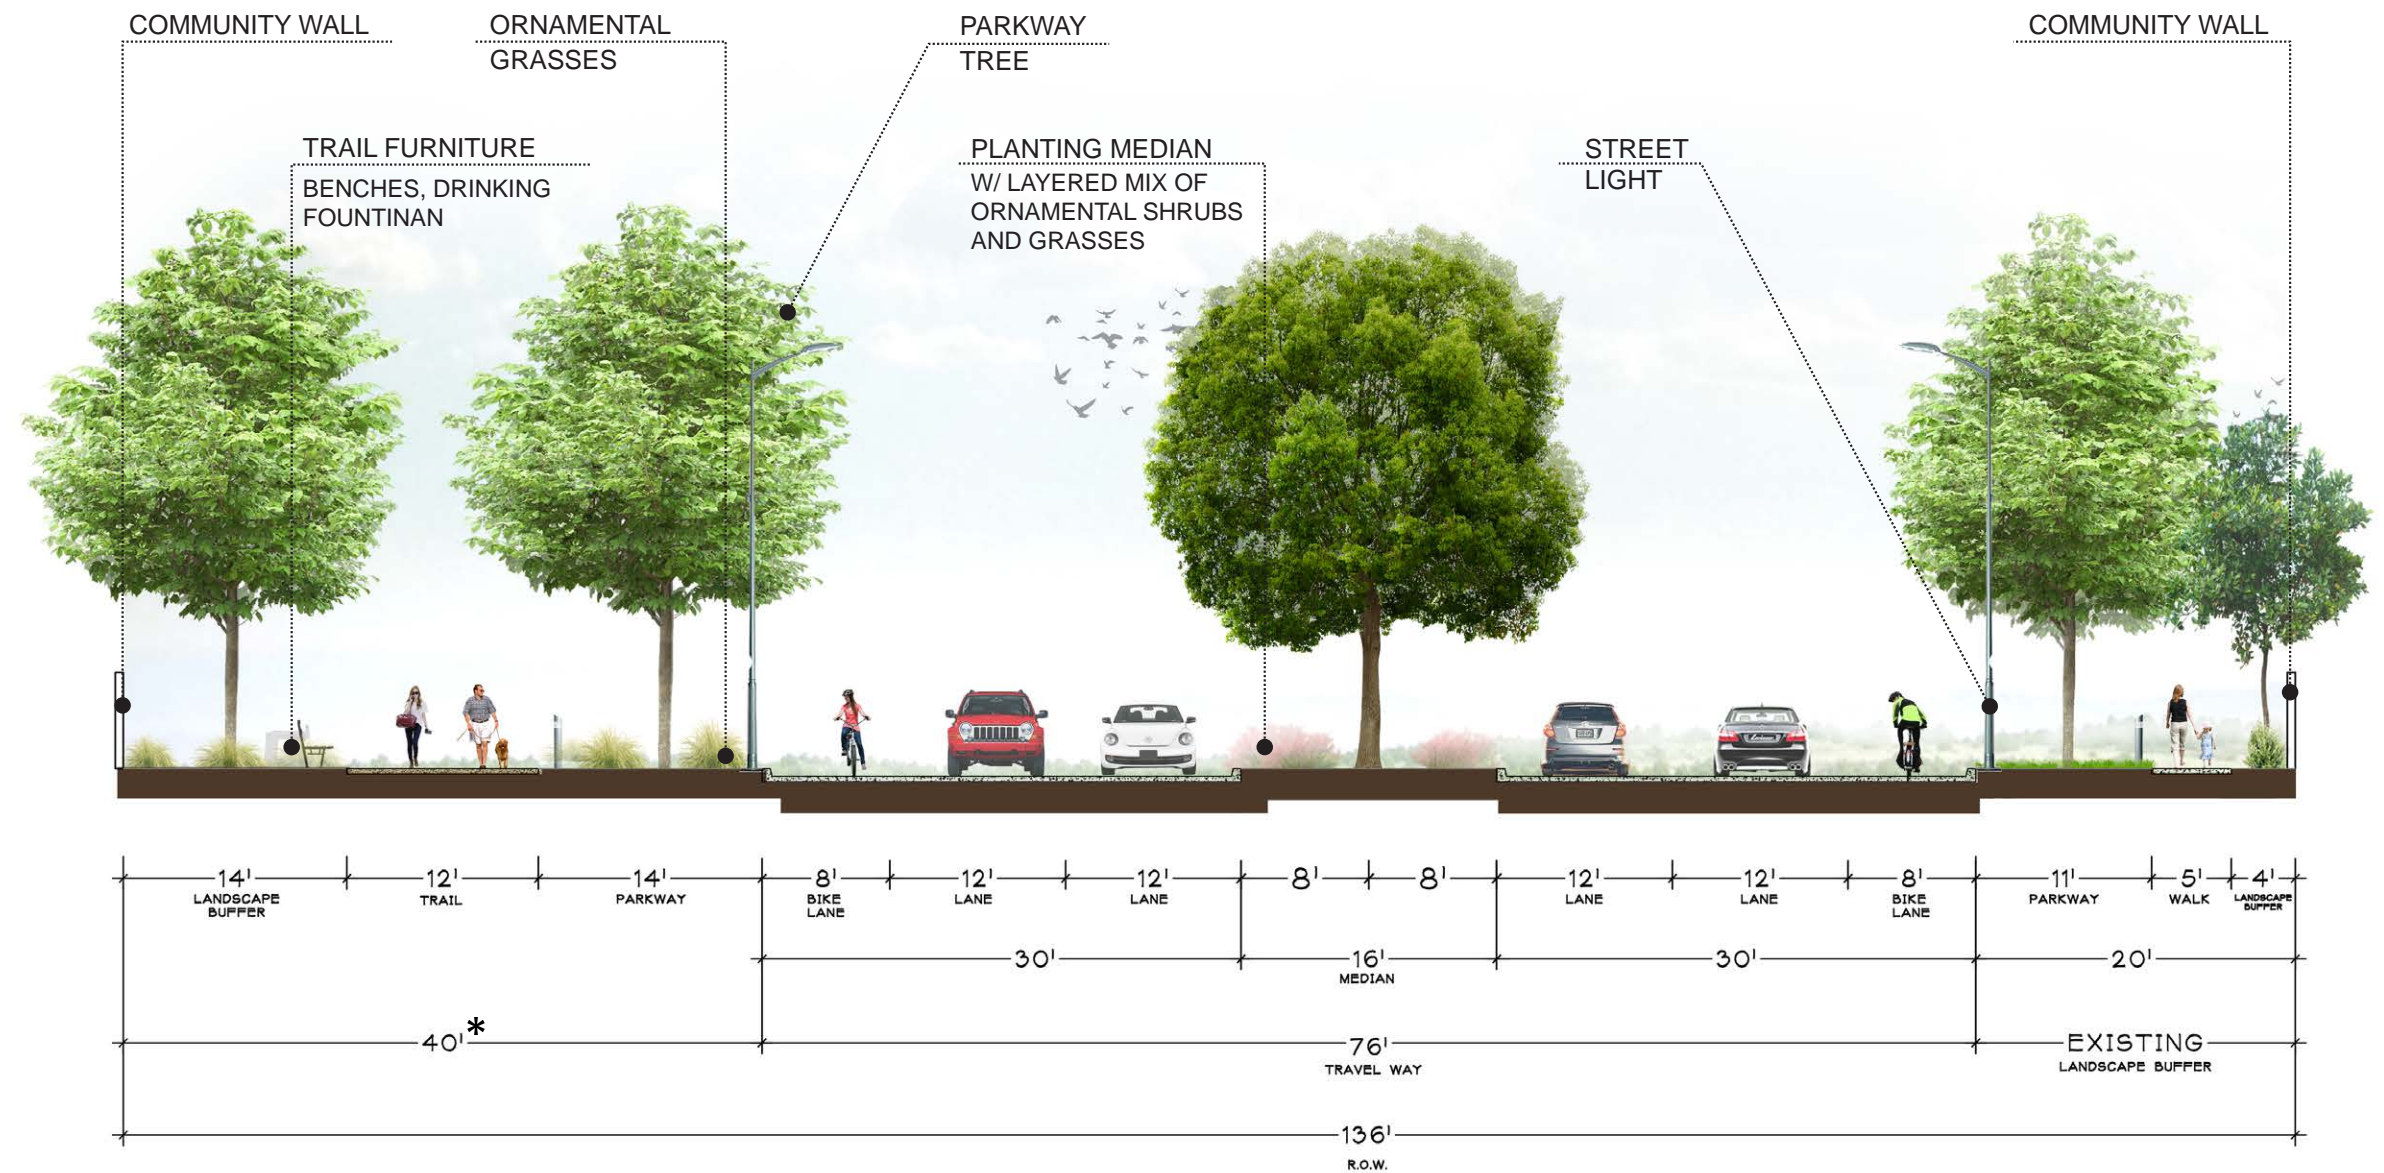 COMMUNITY WALL
ORNAMENTAL
GRASSES
PARKWAY
TREE
COMMUNITY WALL
TRAIL FURNITURE
BENCHES, DRINKING
FOUNTINAN
PLANTING MEDIAN
W/ LAYERED MIX OF
ORNAMENTAL SHRUBS
AND GRASSES
STREET
LIGHT
14'
LANDSCAPE
BUFFER
12'
TRAIL
14'
PARKWAY
8'
BIKE
LANE
12'
LANE
12'
LANE
8'
8'
12'
LANE
12'
LANE
8'
BIKE
LANE
11'
PARKWAY
5'
WALK
4'
LANDSCAPE
BUFFER
30'
16'
MEDIAN
30'
20'
40'*
76'
TRAVEL WAY
EXISTING
LANDSCAPE BUFFER
136'
R.O.W.